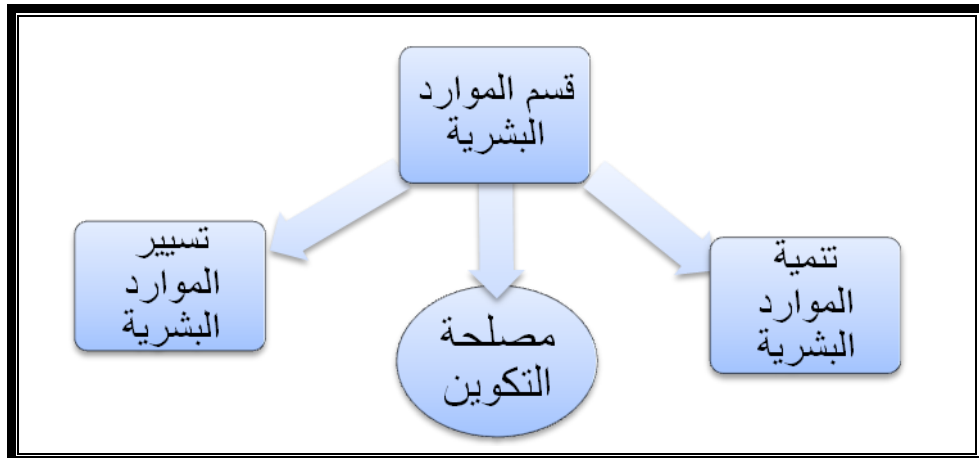 قسم الموارد
البشرية
تنمية
الموارد
البشرية
مصلحة
التكوين
تسيير
الموارد
البشرية